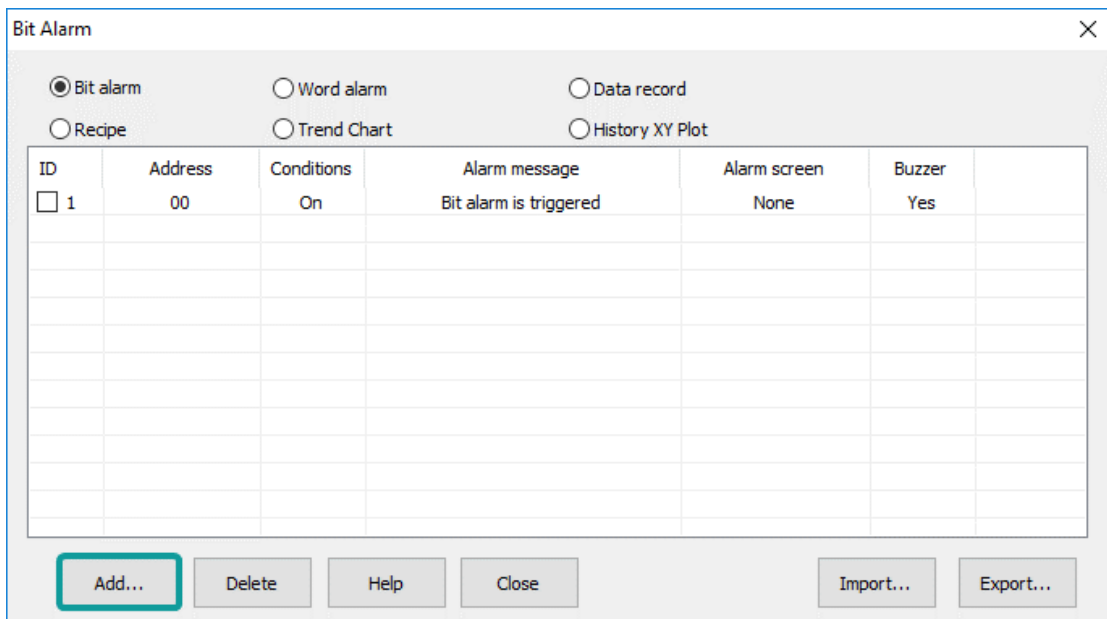 Bit Alarm
Bit alarm Word alarm Data record
Recipe Trend Chart History XY Plot
ID Address Conditions Alarm message Alarm screen Buzzer
1 00 On Bit alarm is triggered None Yes
Add... Delete Help Close Import... Export...